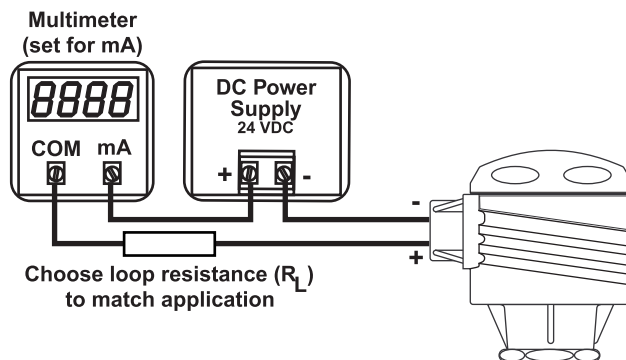 Multimeter
(set for mA)
8888
COM mA
DC Power
Supply
24 VDC
+ -
-
+
Choose loop resistance (RL)
to match application